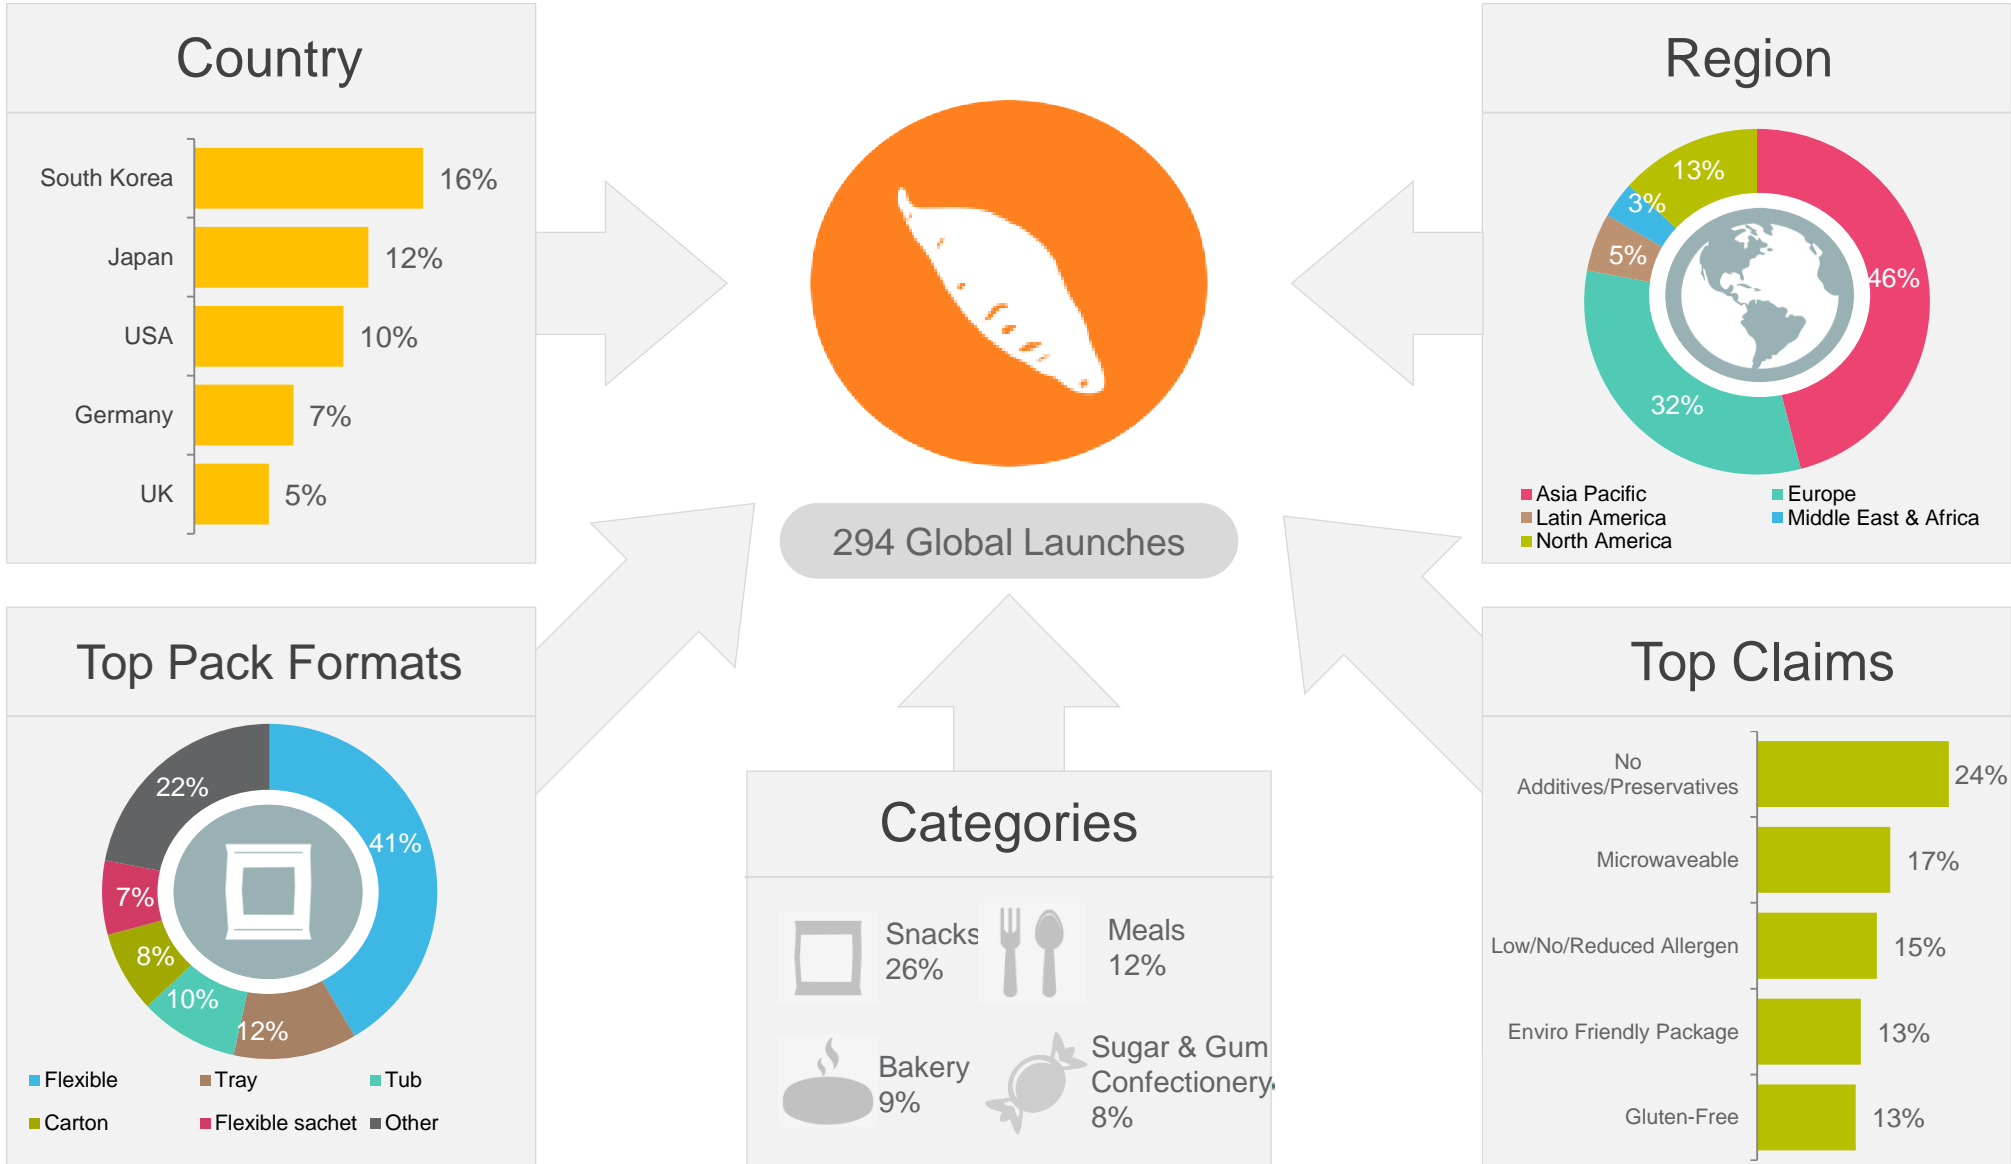 Country
South Korea
16%
Japan
12%
USA
10%
Germany
7%
UK
5%
294 Global Launches
Region
13%
3%
5%
46%
32%
Asia Pacific
Europe
Latin America
Middle East & Africa
North America
Top Pack Formats
22%
41%
7%
8%
10%
12%
Flexible
Tray
Tub
Carton
Flexible sachet
Other
Categories
Snacks
26%
Meals
12%
Bakery
9%
Sugar & Gum
Confectionery
8%
Top Claims
No
Additives/Preservatives
24%
Microwaveable
17%
Low/No/Reduced Allergen
15%
Enviro Friendly Package
13%
Gluten-Free
13%